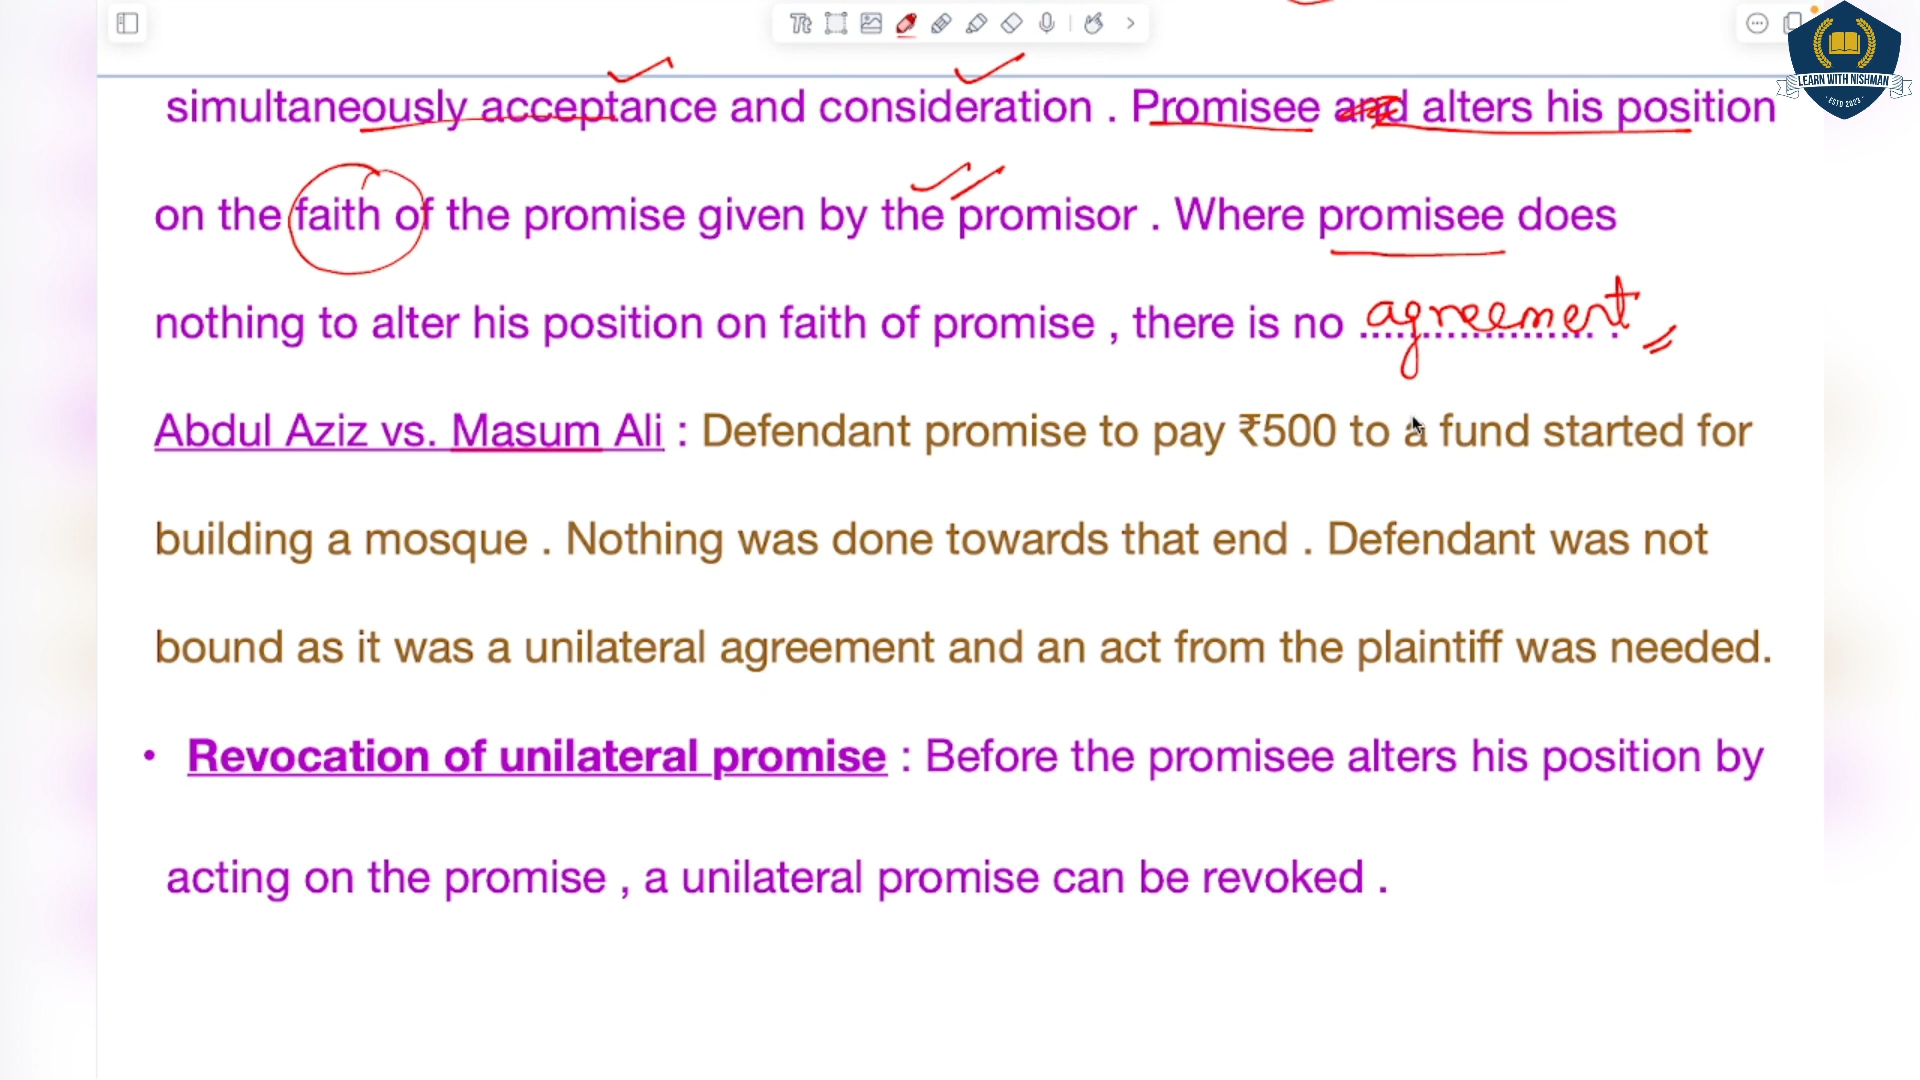 simultaneously acceptance and consideration . Promisee and alters his position
on the faith of the promise given by the promisor . Where promisee does
nothing to alter his position on faith of promise , there is no agreement .
Abdul Aziz vs. Masum Ali : Defendant promise to pay ₹500 to a fund started for
building a mosque . Nothing was done towards that end . Defendant was not
bound as it was a unilateral agreement and an act from the plaintiff was needed.
• Revocation of unilateral promise : Before the promisee alters his position by
acting on the promise , a unilateral promise can be revoked .
Tt
LEARN WITH NISHMAN